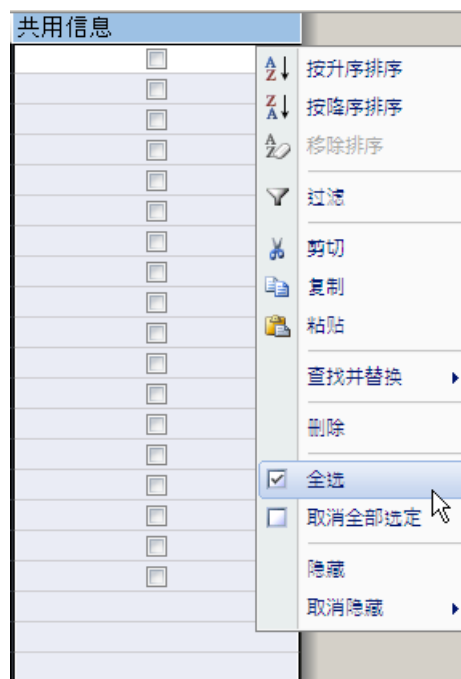 共用信息
按升序排序
按降序排序
移除排序
过滤
剪切
复制
粘贴
查找并替换
删除
全选
取消全部选定
隐藏
取消隐藏